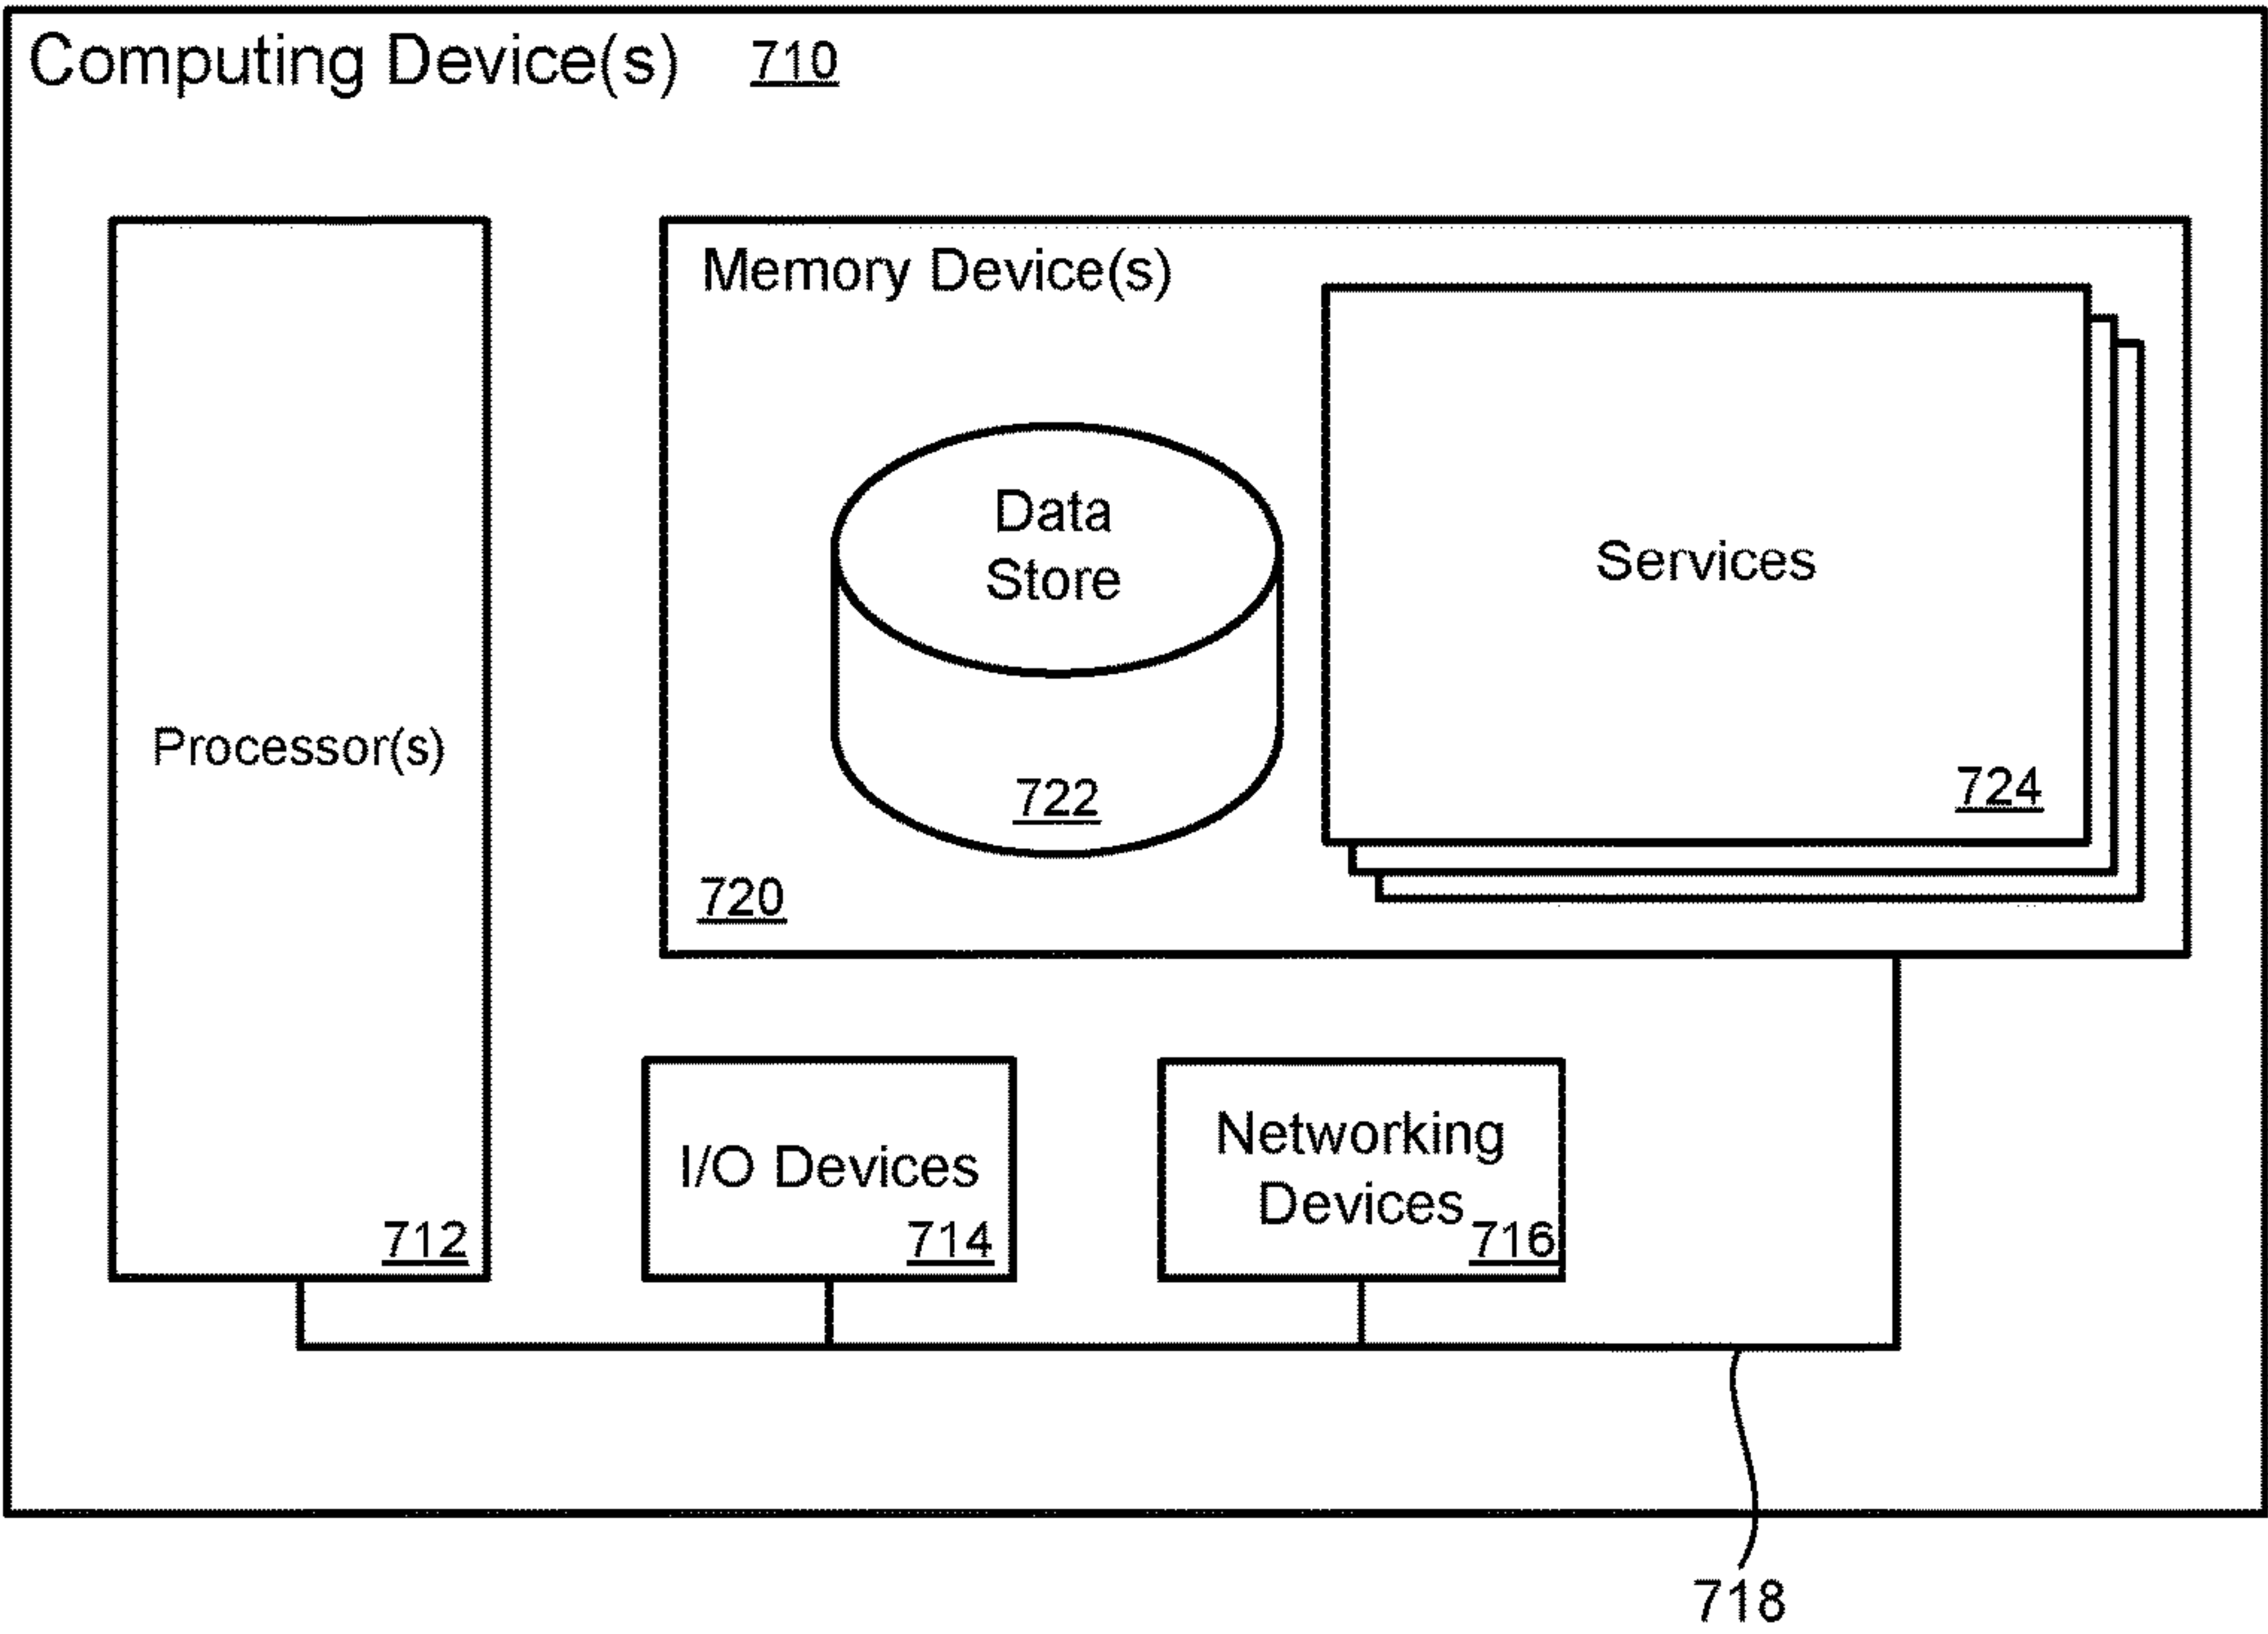 Computing Device(s) 710
Memory Device(s)
Data
Store
722
720
Services
724
Processor(s)
712
I/O Devices
714
Networking
Devices
716
718